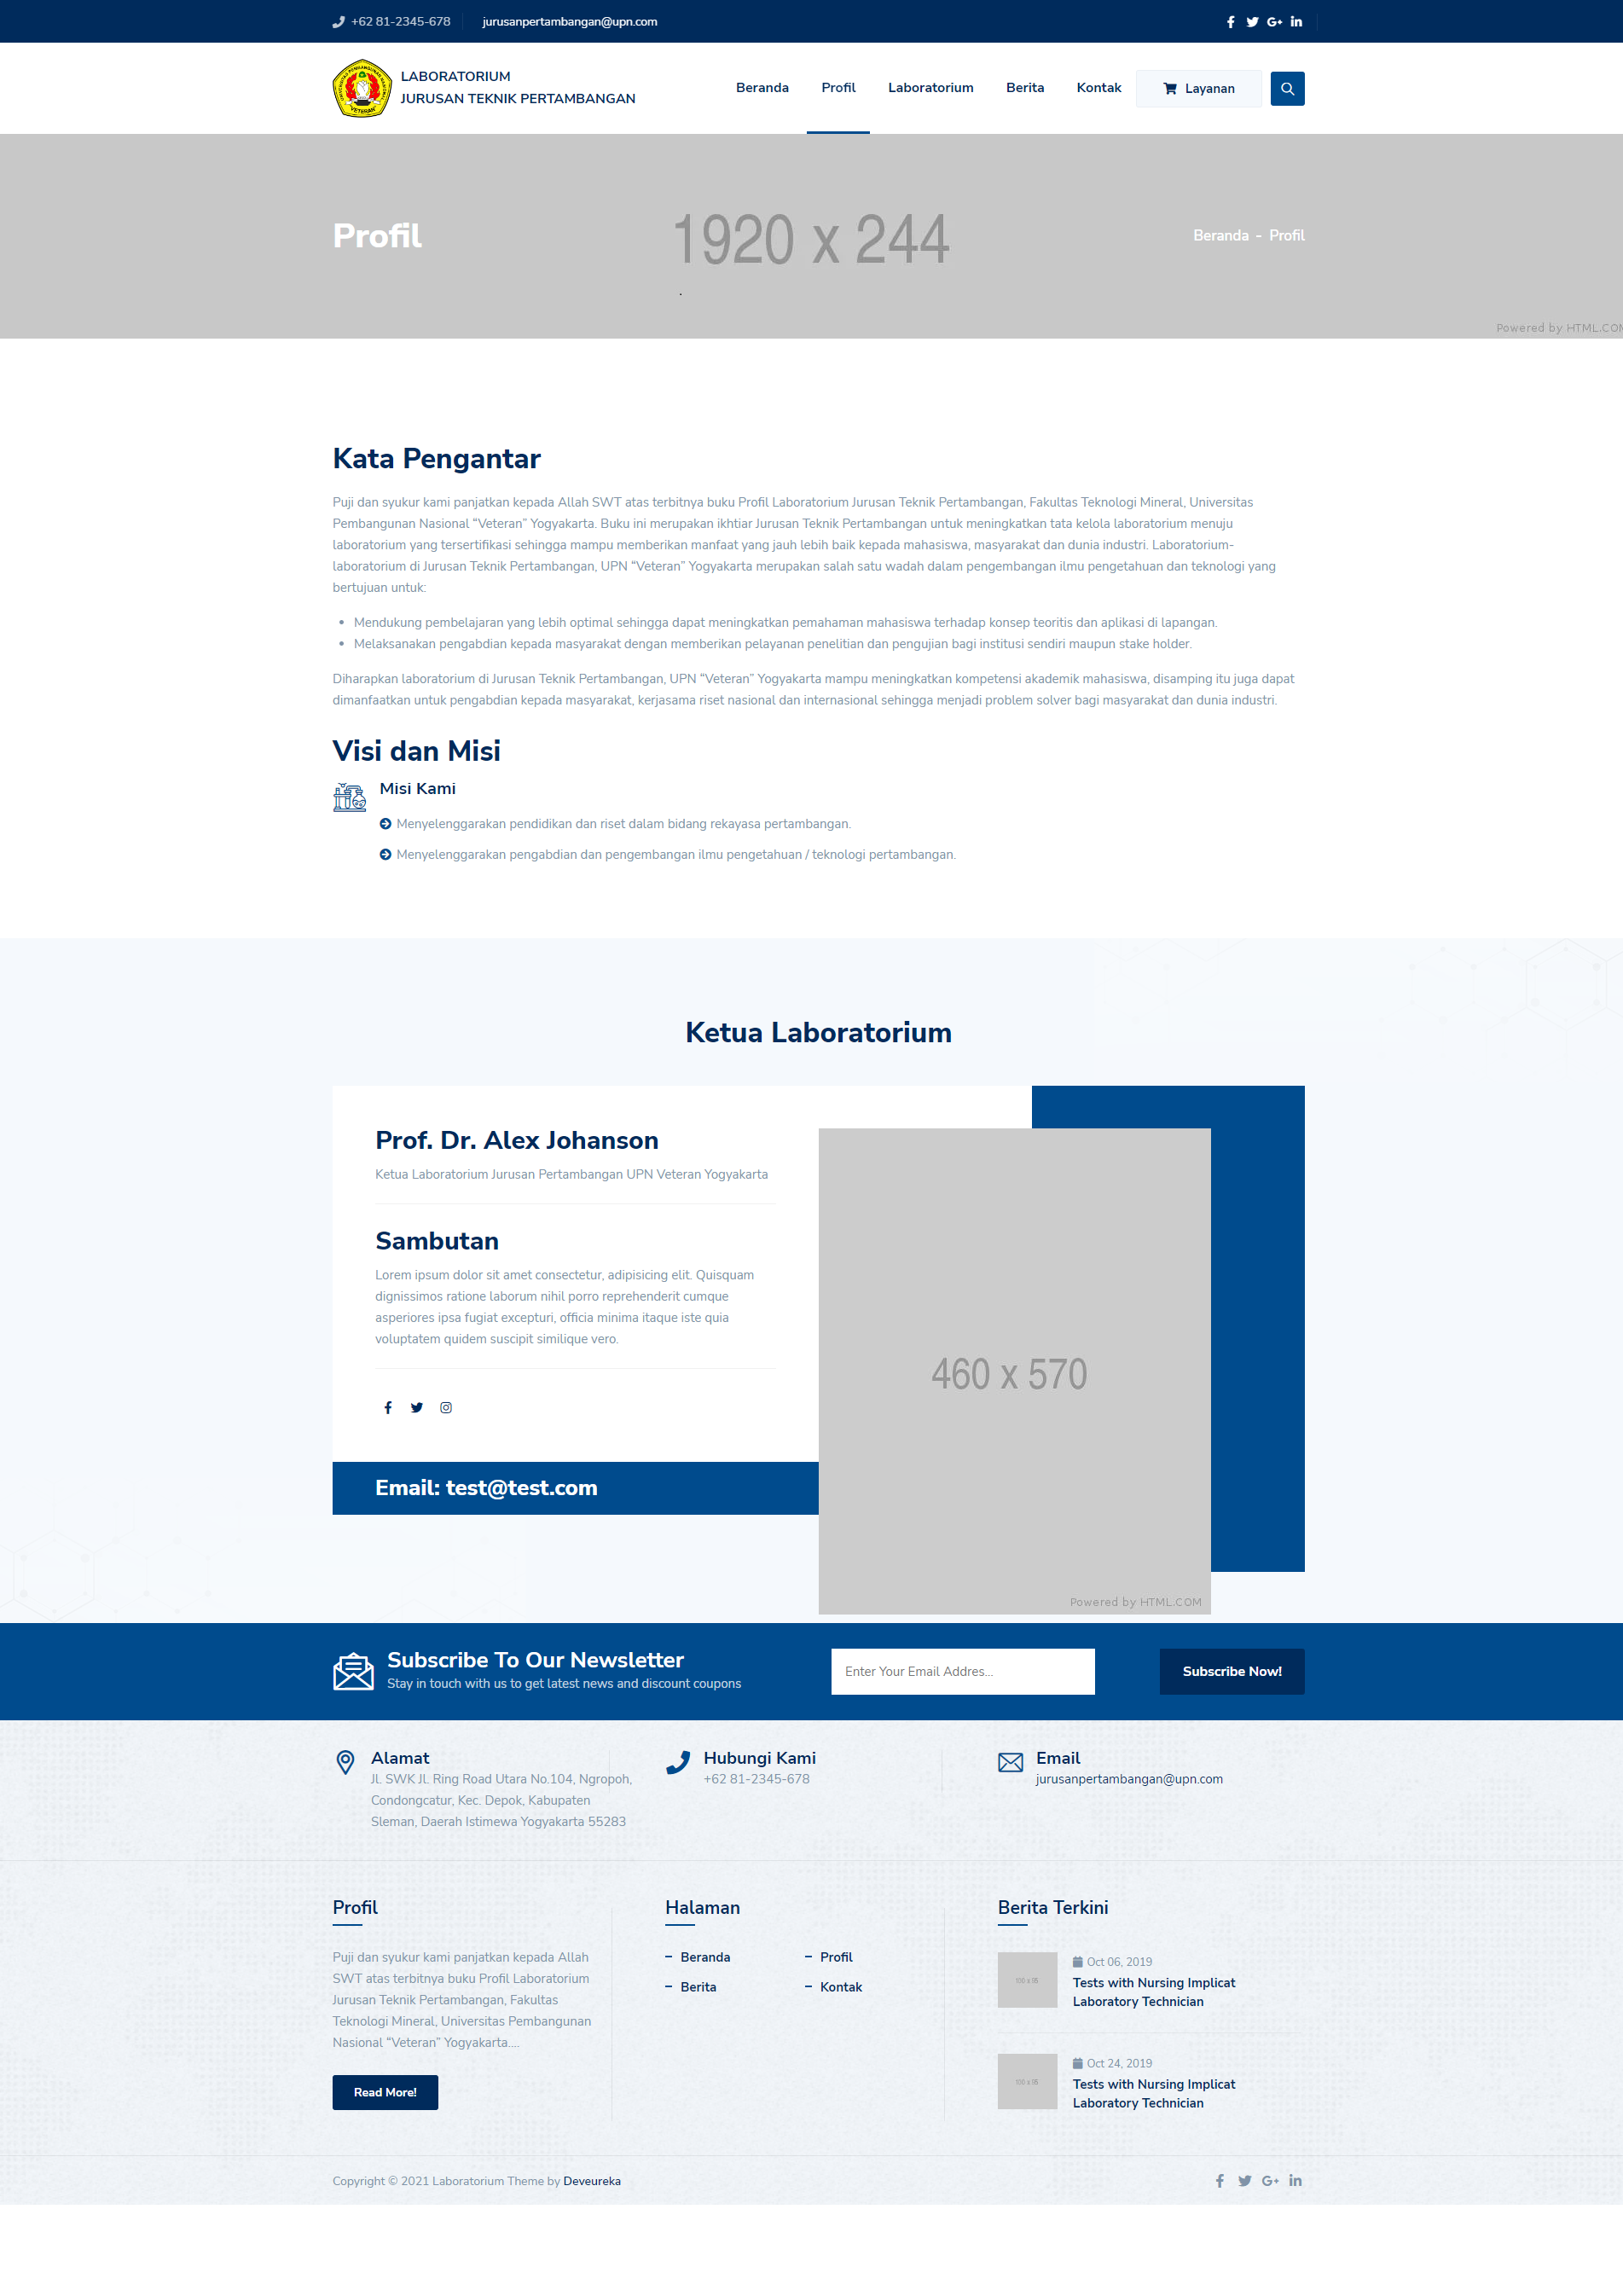 +62 81-2345-678
jurusanpertambangan@upn.com
LABORATORIUM
JURUSAN TEKNIK PERTAMBANGAN
Beranda
Profil
Laboratorium
Berita
Kontak
Layanan
Profil
1920 x 244
Beranda - Profil
Powered by HTML.COM
Kata Pengantar
Puji dan syukur kami panjatkan kepada Allah SWT atas terbitnya buku Profil Laboratorium Jurusan Teknik Pertambangan, Fakultas Teknologi Mineral, Universitas
Pembangunan Nasional “Veteran” Yogyakarta. Buku ini merupakan ikhtiar Jurusan Teknik Pertambangan untuk meningkatkan tata kelola laboratorium menuju
laboratorium yang tersertifikasi sehingga mampu memberikan manfaat yang jauh lebih baik kepada mahasiswa, masyarakat dan dunia industri. Laboratorium-
laboratorium di Jurusan Teknik Pertambangan, UPN “Veteran” Yogyakarta merupakan salah satu wadah dalam pengembangan ilmu pengetahuan dan teknologi yang
bertujuan untuk:
• Mendukung pembelajaran yang lebih optimal sehingga dapat meningkatkan pemahaman mahasiswa terhadap konsep teoritis dan aplikasi di lapangan.
• Melaksanakan pengabdian kepada masyarakat dengan memberikan pelayanan penelitian dan pengujian bagi institusi sendiri maupun stake holder.
Diharapkan laboratorium di Jurusan Teknik Pertambangan, UPN “Veteran” Yogyakarta mampu meningkatkan kompetensi akademik mahasiswa, disamping itu juga dapat
dimanfaatkan untuk pengabdian kepada masyarakat, kerjasama riset nasional dan internasional sehingga menjadi problem solver bagi masyarakat dan dunia industri.
Visi dan Misi
Misi Kami
Menyelenggarakan pendidikan dan riset dalam bidang rekayasa pertambangan.
Menyelenggarakan pengabdian dan pengembangan ilmu pengetahuan / teknologi pertambangan.
Ketua Laboratorium
Prof. Dr. Alex Johanson
Ketua Laboratorium Jurusan Pertambangan UPN Veteran Yogyakarta
Sambutan
Lorem ipsum dolor sit amet consectetur, adipisicing elit. Quisquam
dignissimos ratione laborum nihil porro reprehenderit cumque
asperiores ipsa fugiat excepturi, officia minima itaque iste quia
voluptatem quidem suscipit similique vero.
Email: test@test.com
460 x 570
Powered by HTML.COM
Subscribe To Our Newsletter
Stay in touch with us to get latest news and discount coupons
Enter Your Email Addres...
Subscribe Now!
Alamat
Jl. SWK Jl. Ring Road Utara No.104, Ngropoh,
Condongcatur, Kec. Depok, Kabupaten
Sleman, Daerah Istimewa Yogyakarta 55283
Hubungi Kami
+62 81-2345-678
Email
jurusanpertambangan@upn.com
Profil
Puji dan syukur kami panjatkan kepada Allah
SWT atas terbitnya buku Profil Laboratorium
Jurusan Teknik Pertambangan, Fakultas
Teknologi Mineral, Universitas Pembangunan
Nasional “Veteran” Yogyakarta....
Read More!
Halaman
Beranda
Profil
Berita
Kontak
Berita Terkini
100 x 95
Oct 06, 2019
Tests with Nursing Implicat
Laboratory Technician
100 x 95
Oct 24, 2019
Tests with Nursing Implicat
Laboratory Technician
Copyright © 2021 Laboratorium Theme by Deveureka